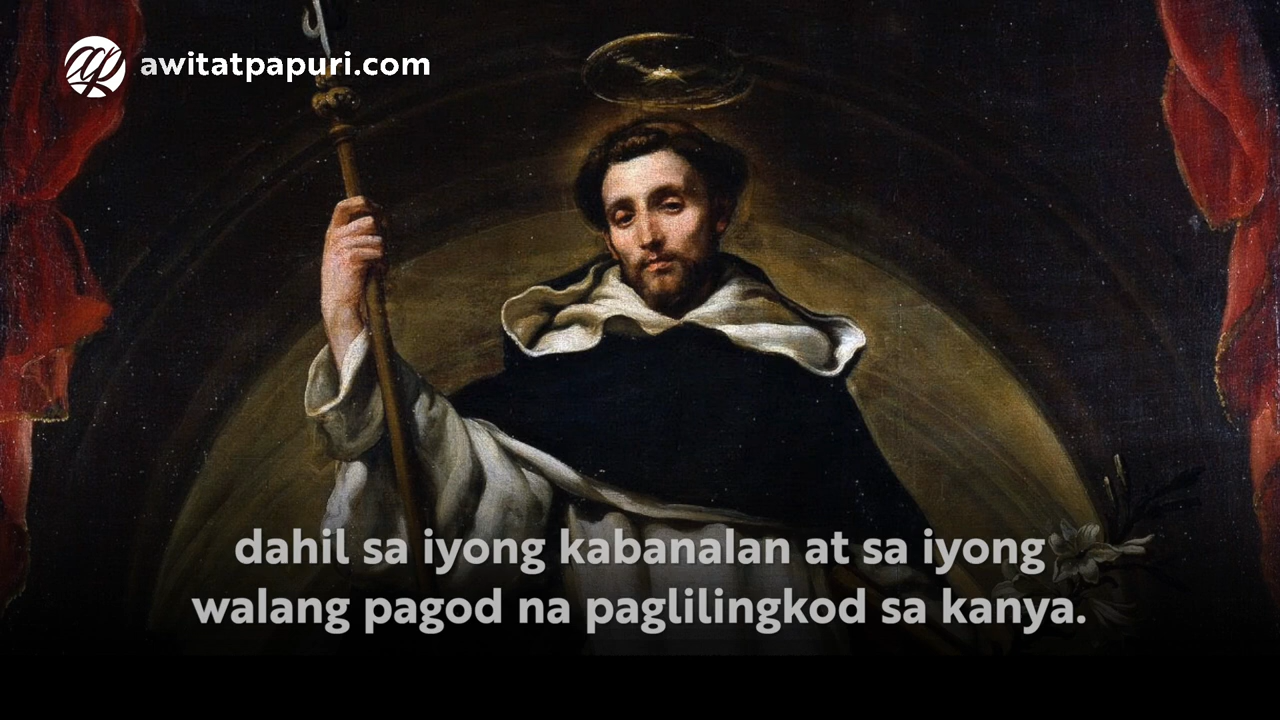 awitatpapuri.com
dahil sa iyong kabanalan at sa iyong
walang pagod na paglilingkod sa kanya.